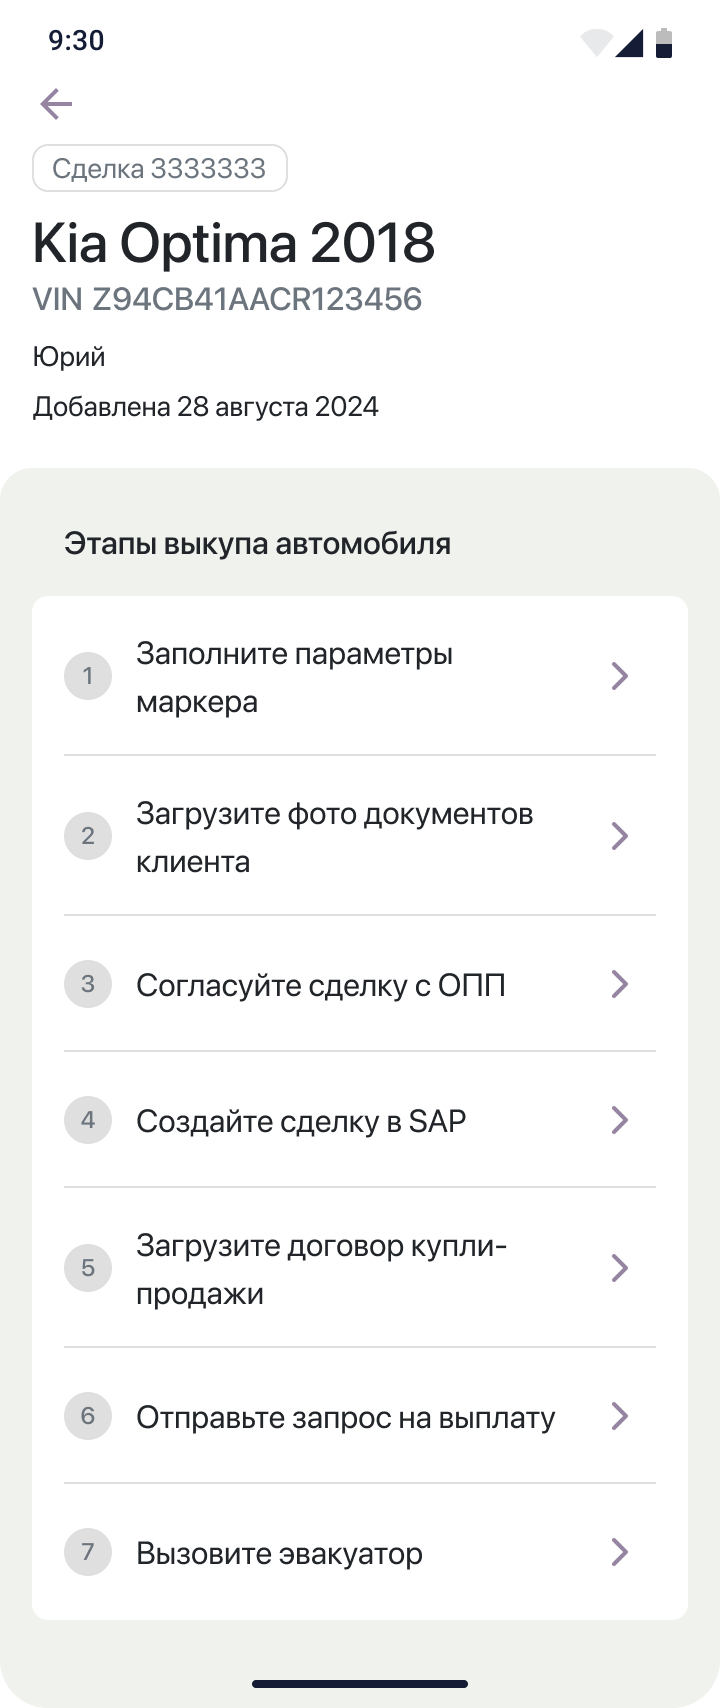 9:30
Сделка 3333333
Kia Optima 2018
VIN Z94CB41AACR123456
Юрий
Добавлена 28 августа 2024
Этапы выкупа автомобиля
1 Заполните параметры
маркера
2 Загрузите фото документов
клиента
3 Согласуйте сделку с ОПП
4 Создайте сделку в SAP
5 Загрузите договор купли-
продажи
6 Отправьте запрос на выплату
7 Вызовите эвакуатор